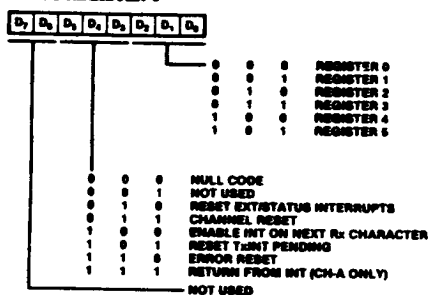 D₇ D₆ D₅ D₄ D₃ D₂ D₁ D₀
0 0 0 REGISTER 0
0 0 1 REGISTER 1
0 1 0 REGISTER 2
0 1 1 REGISTER 3
1 0 0 REGISTER 4
1 0 1 REGISTER 5
0 0 0 NULL CODE
0 0 1 NOT USED
0 1 0 RESET EXT/STATUS INTERRUPTS
0 1 1 CHANNEL RESET
1 0 0 ENABLE INT ON NEXT Rx CHARACTER
1 0 1 RESET TxINT PENDING
1 1 0 ERROR RESET
1 1 1 RETURN FROM INT (CH-A ONLY)
NOT USED